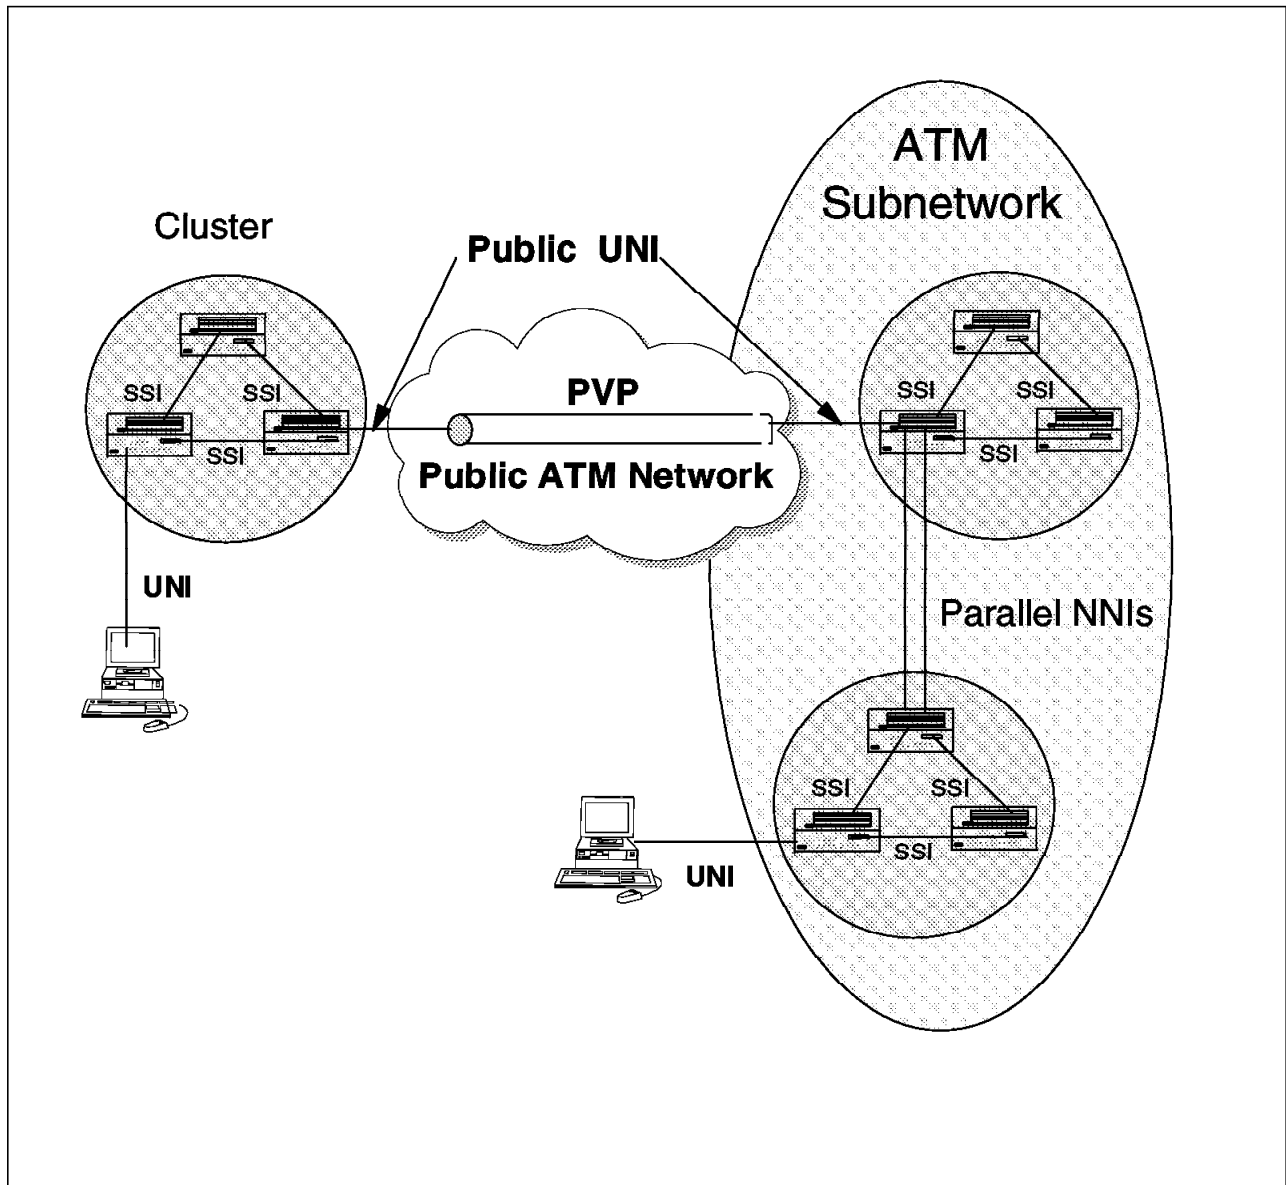 ATM
Subnetwork
Cluster
Public UNI
SSI
SSI
SSI
PVP
Public ATM Network
SSI
SSI
SSI
UNI
Parallel NNIs
SSI
SSI
SSI
UNI